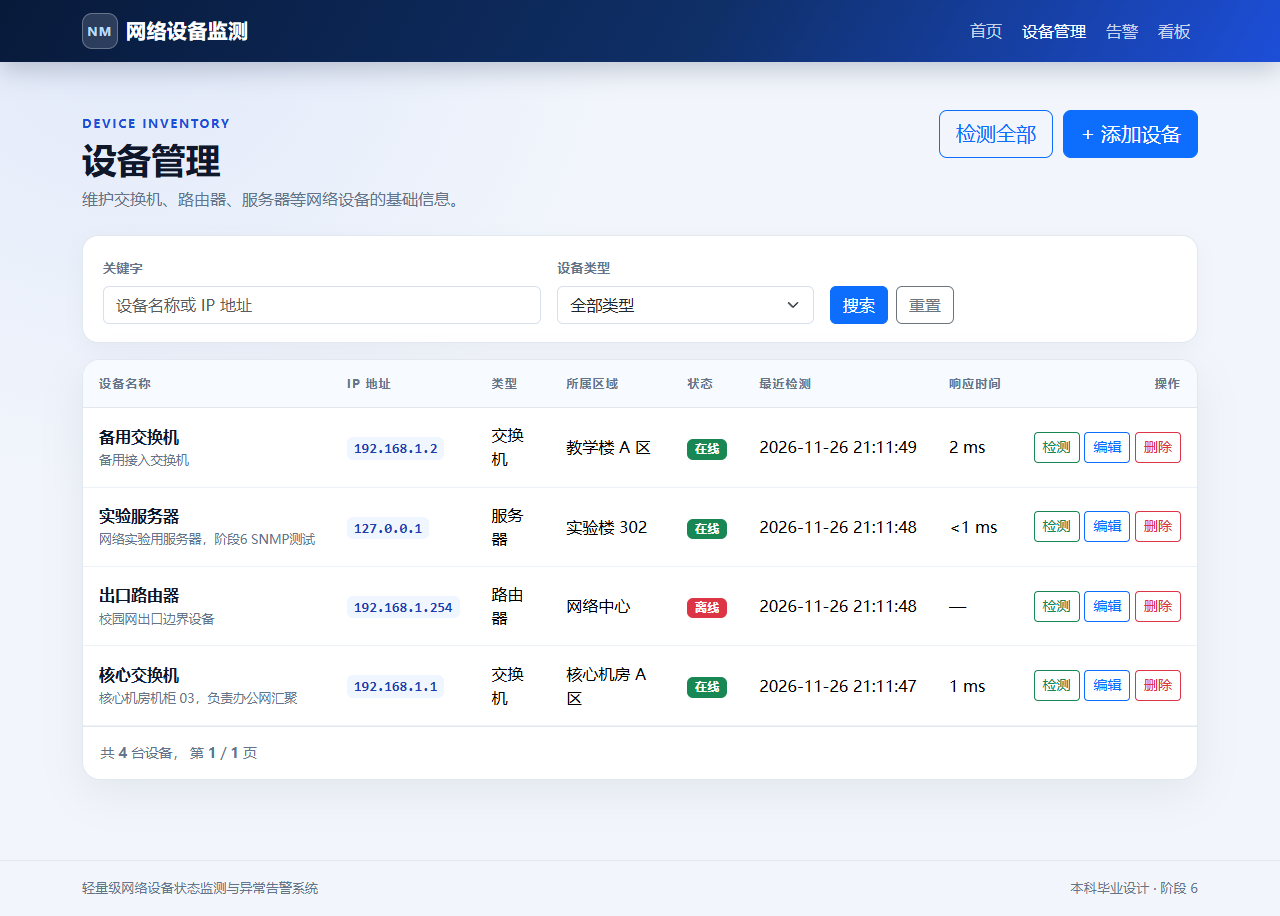 NM 网络设备监测 首页 设备管理 告警 看板
DEVICE INVENTORY
设备管理
维护交换机、路由器、服务器等网络设备的基础信息。
检测全部 + 添加设备
关键字 设备类型
设备名称或 IP 地址 全部类型 搜索 重置
设备名称 IP 地址 类型 所属区域 状态 最近检测 响应时间 操作
备用交换机 192.168.1.2 交换机 教学楼 A 区 在线 2026-11-26 21:11:49 2 ms 检测 编辑 删除
备用接入交换机
实验服务器 127.0.0.1 服务器 实验楼 302 在线 2026-11-26 21:11:48 <1 ms 检测 编辑 删除
网络实验用服务器，阶段6 SNMP测试
出口路由器 192.168.1.254 路由器 网络中心 离线 2026-11-26 21:11:48 — 检测 编辑 删除
校园网出口边界设备
核心交换机 192.168.1.1 交换机 核心机房 A 区 在线 2026-11-26 21:11:47 1 ms 检测 编辑 删除
核心机房机柜 03，负责办公网汇聚
共 4 台设备， 第 1 / 1 页
轻量级网络设备状态监测与异常告警系统 本科毕业设计 · 阶段 6